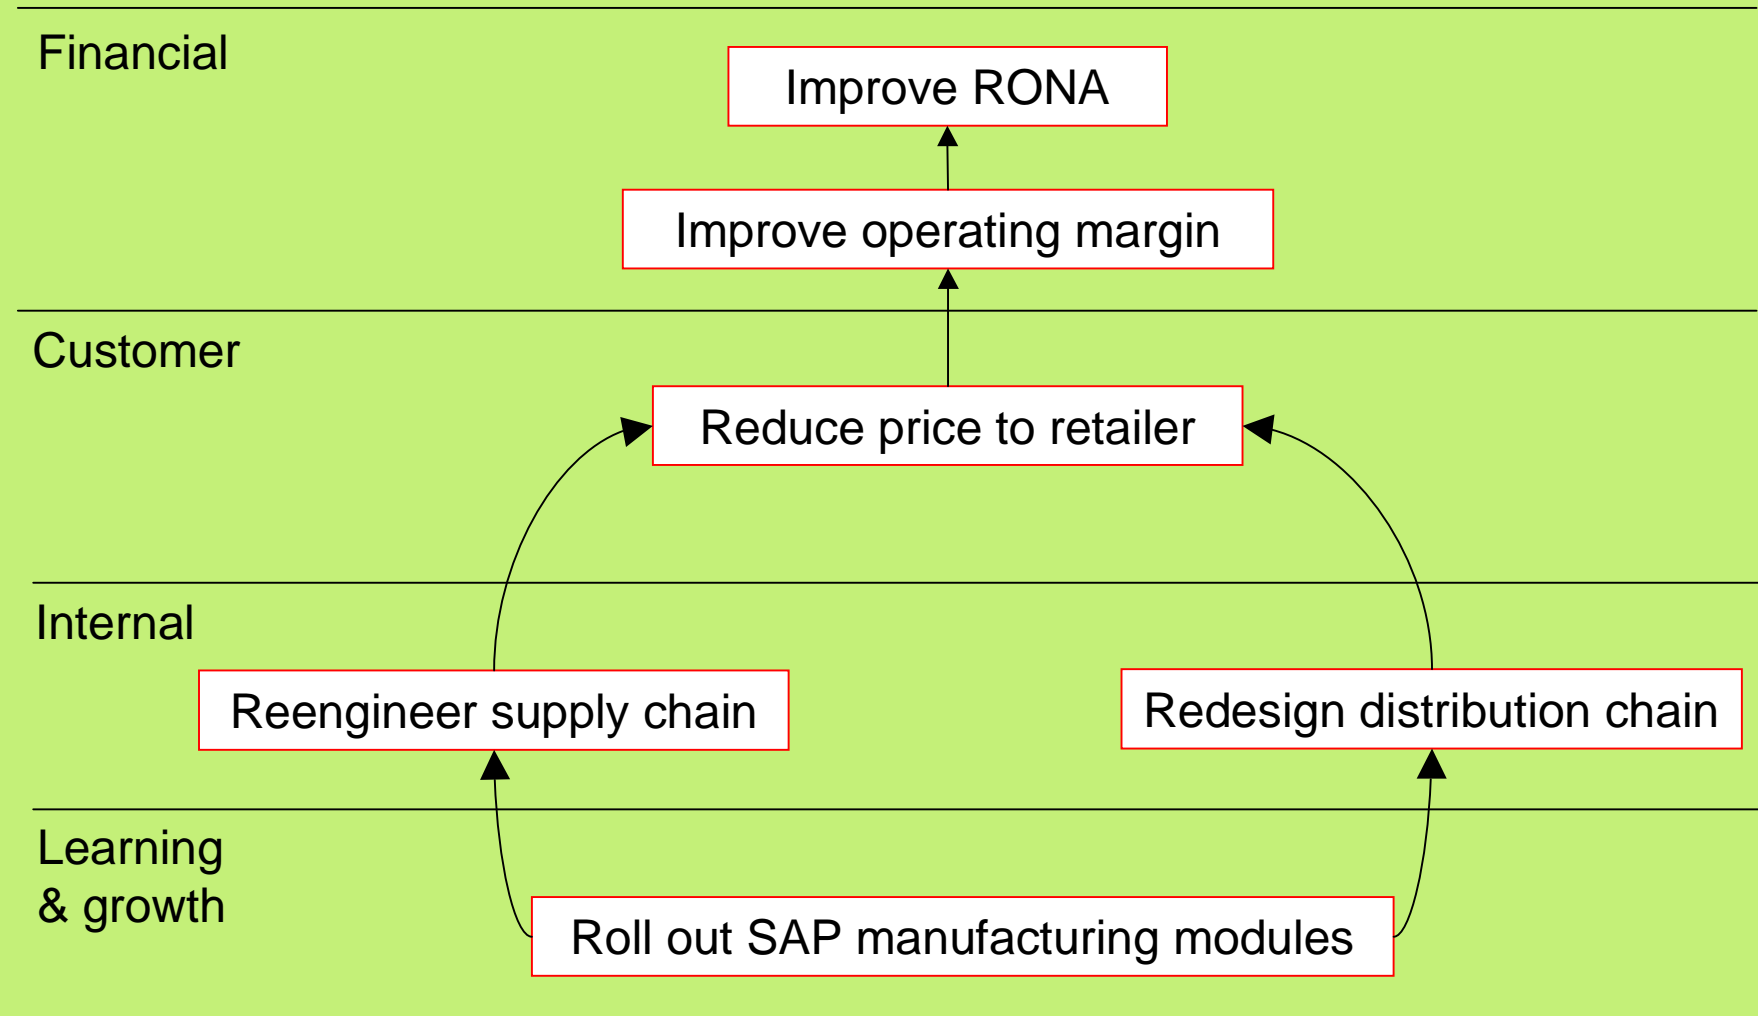 Financial
Improve RONA
Improve operating margin
Customer
Reduce price to retailer
Internal
Reengineer supply chain
Redesign distribution chain
Learning
& growth
Roll out SAP manufacturing modules